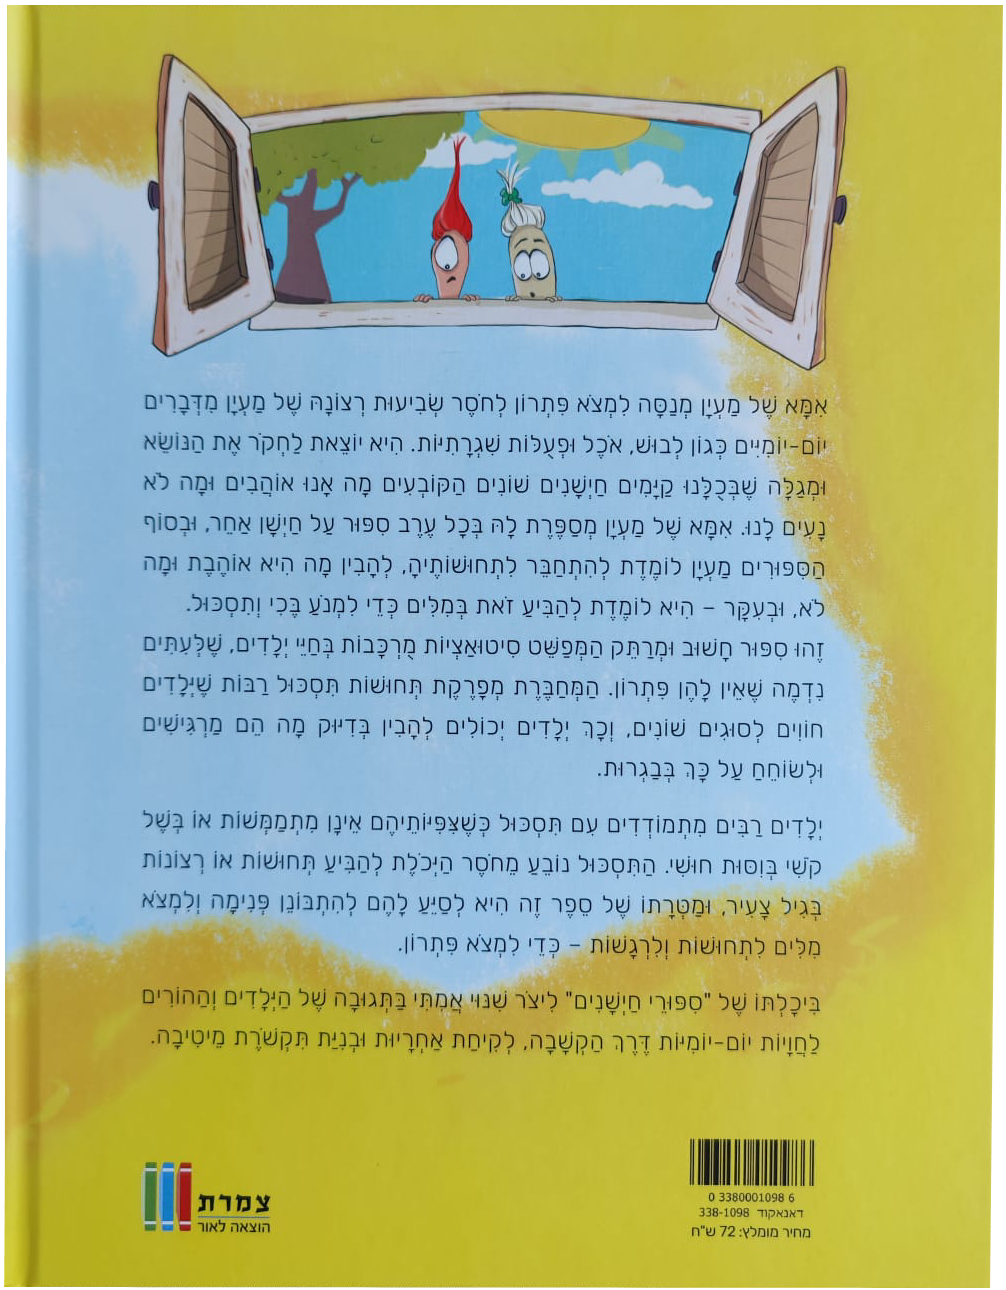 אִמָּא שֶׁל מַעְיָן מְנַסָּה לִמְצֹא פִּתְרוֹן לְחֹסֶר שְׂבִיעוּת רְצוֹנָהּ שֶׁל מַעְיָן מִדְּבָרִים
יוֹם-יוֹמִיִּים כְּגוֹן לְבוּשׁ, אֹכֶל וּפְעֻלּוֹת שִׁגְרָתִיּוֹת. הִיא יוֹצֵאת לַחְקֹר אֶת הַנּוֹשֵׂא
וּמְגַלָּה שֶׁבְּכֻלָּנוּ קַיָּמִים חַיְשָׁנִים שׁוֹנִים הַקּוֹבְעִים מָה אָנוּ אוֹהֲבִים וּמָה לֹא
נָעִים לָנוּ. אִמָּא שֶׁל מַעְיָן מְסַפֶּרֶת לָהּ בְּכָל עֶרֶב סִפּוּר עַל חַיְשָׁן אַחֵר, וּבְסוֹף
הַסִּפּוּרִים מַעְיָן לוֹמֶדֶת לְהִתְחַבֵּר לִתְחוּשׁוֹתֶיהָ, לְהָבִין מָה הִיא אוֹהֶבֶת וּמָה
לֹא, וּבְעִקָּר – הִיא לוֹמֶדֶת לְהַבִּיעַ זֹאת בְּמִלִּים כְּדֵי לִמְנֹעַ בֶּכִי וְתִסְכּוּל.
זֶהוּ סִפּוּר חָשׁוּב וּמְרַתֵּק הַמְּפַשֵּׁט סִיטוּאַצְיוֹת מֻרְכָּבוֹת בְּחַיֵּי יְלָדִים, שֶׁלְּעִתִּים
נִדְמֶה שֶׁאֵין לָהֶן פִּתְרוֹן. הַמְּחַבֶּרֶת מְפָרֶקֶת תְּחוּשׁוֹת תִּסְכּוּל רַבּוֹת שֶׁיְּלָדִים
חוֹוִים לְסוּגִים שׁוֹנִים, וְכָךְ יְלָדִים יְכוֹלִים לְהָבִין בְּדִיּוּק מָה הֵם מַרְגִּישִׁים
וּלְשׂוֹחֵחַ עַל כָּךְ בְּבַגְרוּת.
יְלָדִים רַבִּים מִתְמוֹדְדִים עִם תִּסְכּוּל כְּשֶׁצִּפִּיּוֹתֵיהֶם אֵינָן מִתְמַמְּשׁוֹת אוֹ בְּשֶׁל
קֹשִׁי בְּוִסּוּת חוּשִׁי. הַתִּסְכּוּל נוֹבֵעַ מֵחֹסֶר הַיְּכֹלֶת לְהַבִּיעַ תְּחוּשׁוֹת אוֹ רְצוֹנוֹת
בְּגִיל צָעִיר, וּמַטְּרָתוֹ שֶׁל סֵפֶר זֶה הִיא לְסַיֵּעַ לָהֶם לְהִתְבּוֹנֵן פְּנִימָה וְלִמְצֹא
מִלִּים לִתְחוּשׁוֹת וְלִרְגָשׁוֹת – כְּדֵי לִמְצֹא פִּתְרוֹן.
בִּיכָלְתּוֹ שֶׁל "סִפּוּרֵי חַיְשָׁנִים" לִיצֹר שִׁנּוּי אֲמִתִּי בַּתְּגוּבָה שֶׁל הַיְּלָדִים וְהַהוֹרִים
לַחֲוָיוֹת יוֹם-יוֹמִיּוֹת דֶּרֶךְ הַקְשָׁבָה, לְקִיחַת אַחְרָיוּת וּבְנִיַּת תִּקְשֹׁרֶת מֵיטִיבָה.
0 3380001098 6
דאנאקוד 338-1098
מחיר מומלץ: 72 ש"ח
צמרת
הוצאה לאור